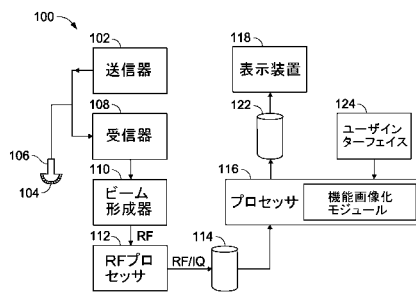 100
102
送信器
108
受信器
106
104
110
ビーム
形成器
RF
112
RFプロ
セッサ
RF/IQ
114
118
表示装置
122
124
ユーザイン
ターフェイス
116
プロセッサ
機能画像化
モジュール